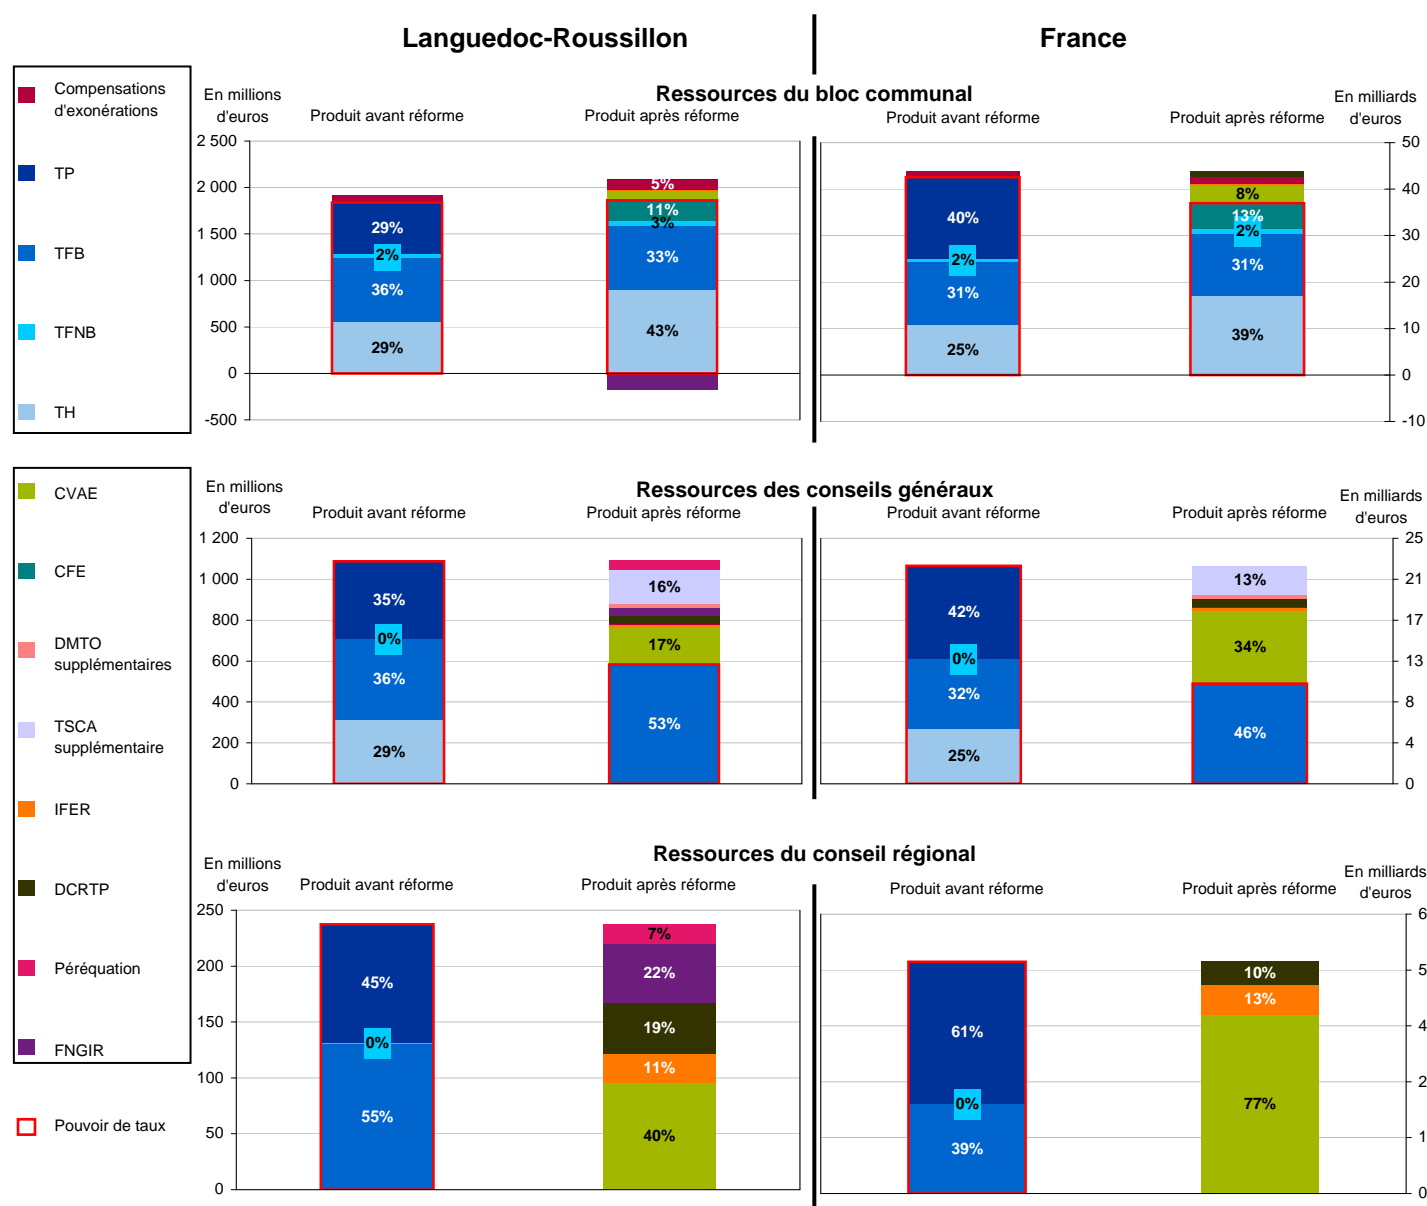 Languedoc-Roussillon
France
Compensations
d'exonérations
TP
TFB
TFNB
TH
CVAE
CFE
DMTO
supplémentaires
TSCA
supplémentaire
IFER
DCRTP
Péréquation
FNGIR
Pouvoir de taux
Ressources du bloc communal
En millions
d'euros
Produit avant réforme
Produit après réforme
Produit avant réforme
Produit après réforme
En milliards
d'euros
2 500
2 000
1 500
1 000
500
0
-500
29%
2%
36%
29%
5%
11%
3%
33%
43%
40%
2%
31%
25%
8%
13%
2%
31%
39%
50
40
30
20
10
0
-10
Ressources des conseils généraux
En millions
d'euros
Produit avant réforme
Produit après réforme
Produit avant réforme
Produit après réforme
En milliards
d'euros
1 200
1 000
800
600
400
200
0
35%
0%
36%
29%
16%
17%
53%
42%
0%
32%
25%
13%
34%
46%
25
21
17
13
8
4
0
Ressources du conseil régional
En millions
d'euros
Produit avant réforme
Produit après réforme
Produit avant réforme
Produit après réforme
En milliards
d'euros
250
200
150
100
50
0
45%
0%
55%
7%
22%
19%
11%
40%
61%
0%
39%
10%
13%
77%
6
5
4
2
1
0